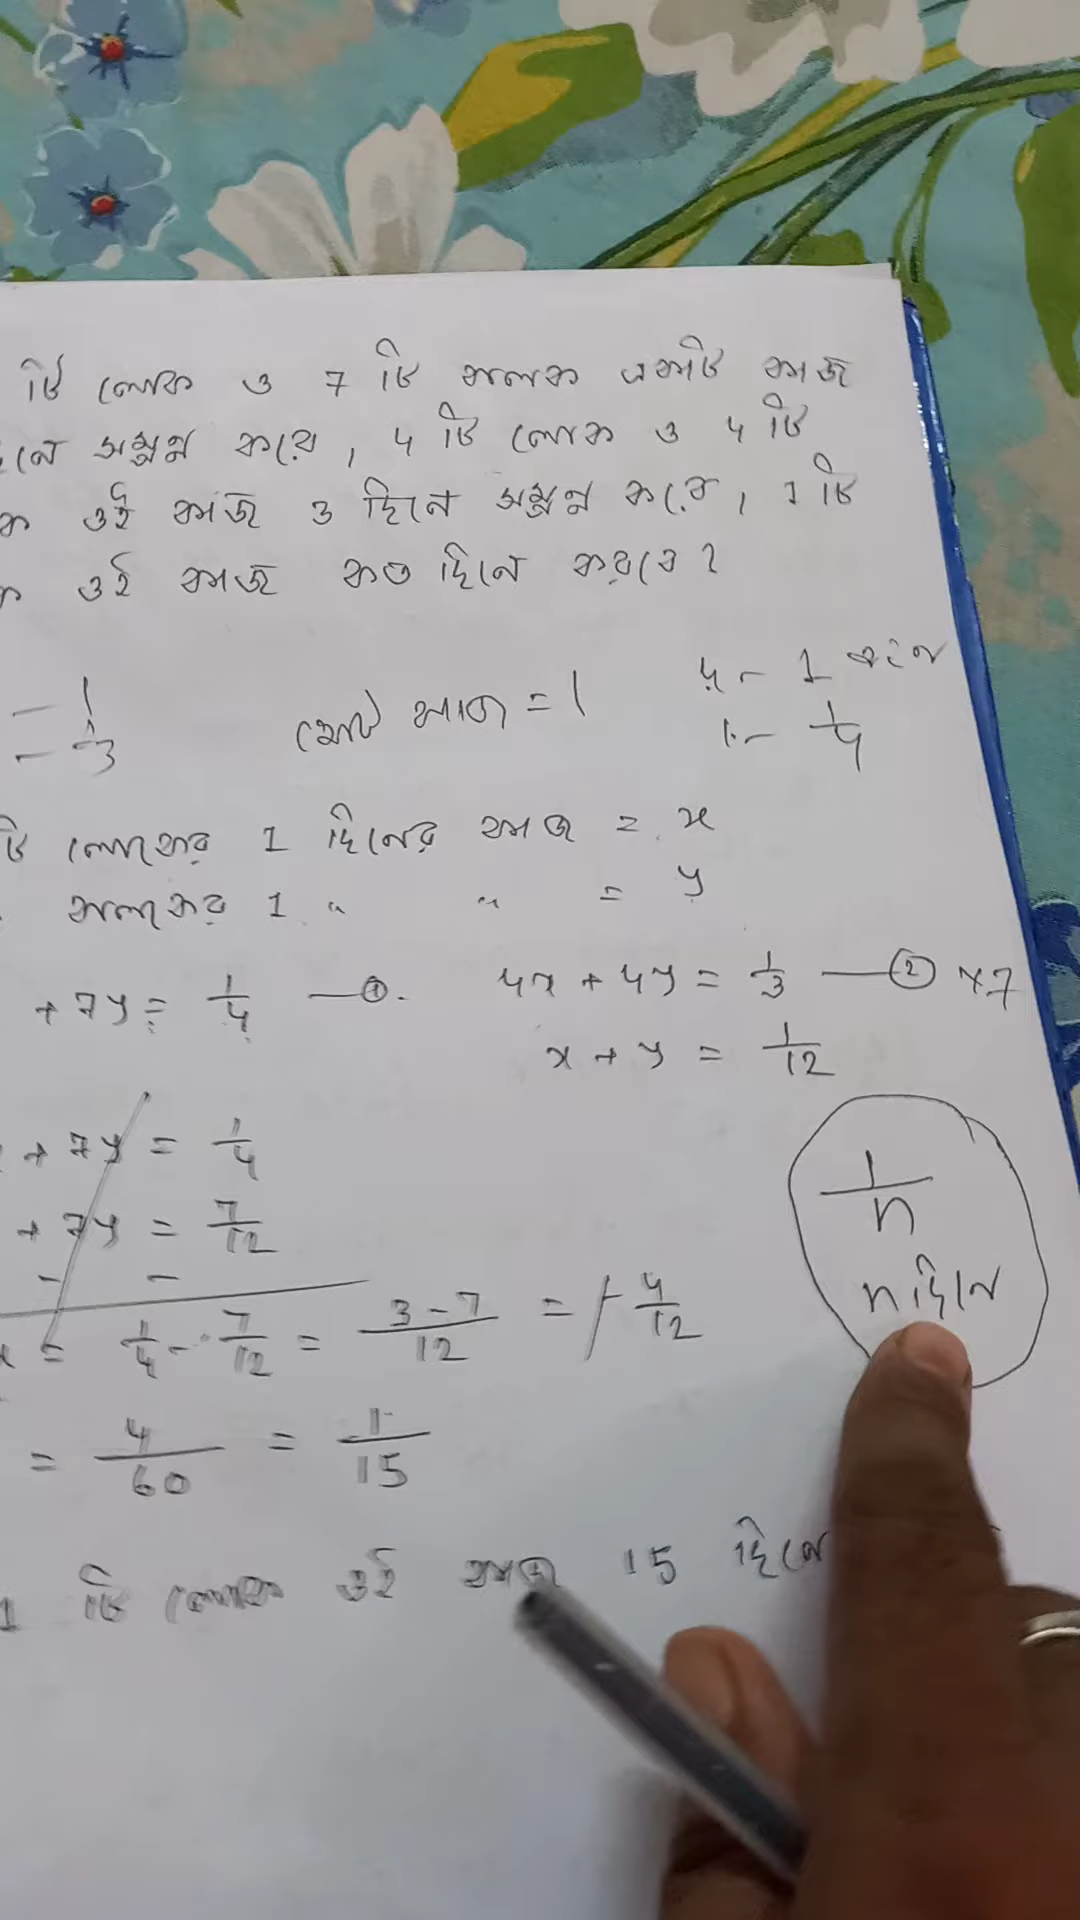 টি লোক ও 7 টি বালক একটি কাজ
দিনে সম্পন্ন করে, 4 টি লোক ও 4 টি
ক ওই কাজ 3 দিনে সম্পন্ন করে, 1 টি
ক ওই কাজ কত দিনে করবে?
– 1
– 1/3
মোট কাজ = 1
4 – 1 অংশ
1 – 1/4
টি লোকের 1 দিনের কাজ = x
বালকের 1 " " = y
+ 7y = 1/4 —①.
4x + 4y = 1/3 —② ×7
x + y = 1/12
+ 7y = 1/4
+ 7y = 7/12
– –
x = 1/4 - 7/12 = 3-7/12 = -4/12
= 4/60 = 1/15
1/n
n দিনে
1 টি লোক ওই কাজ 15 দিনে